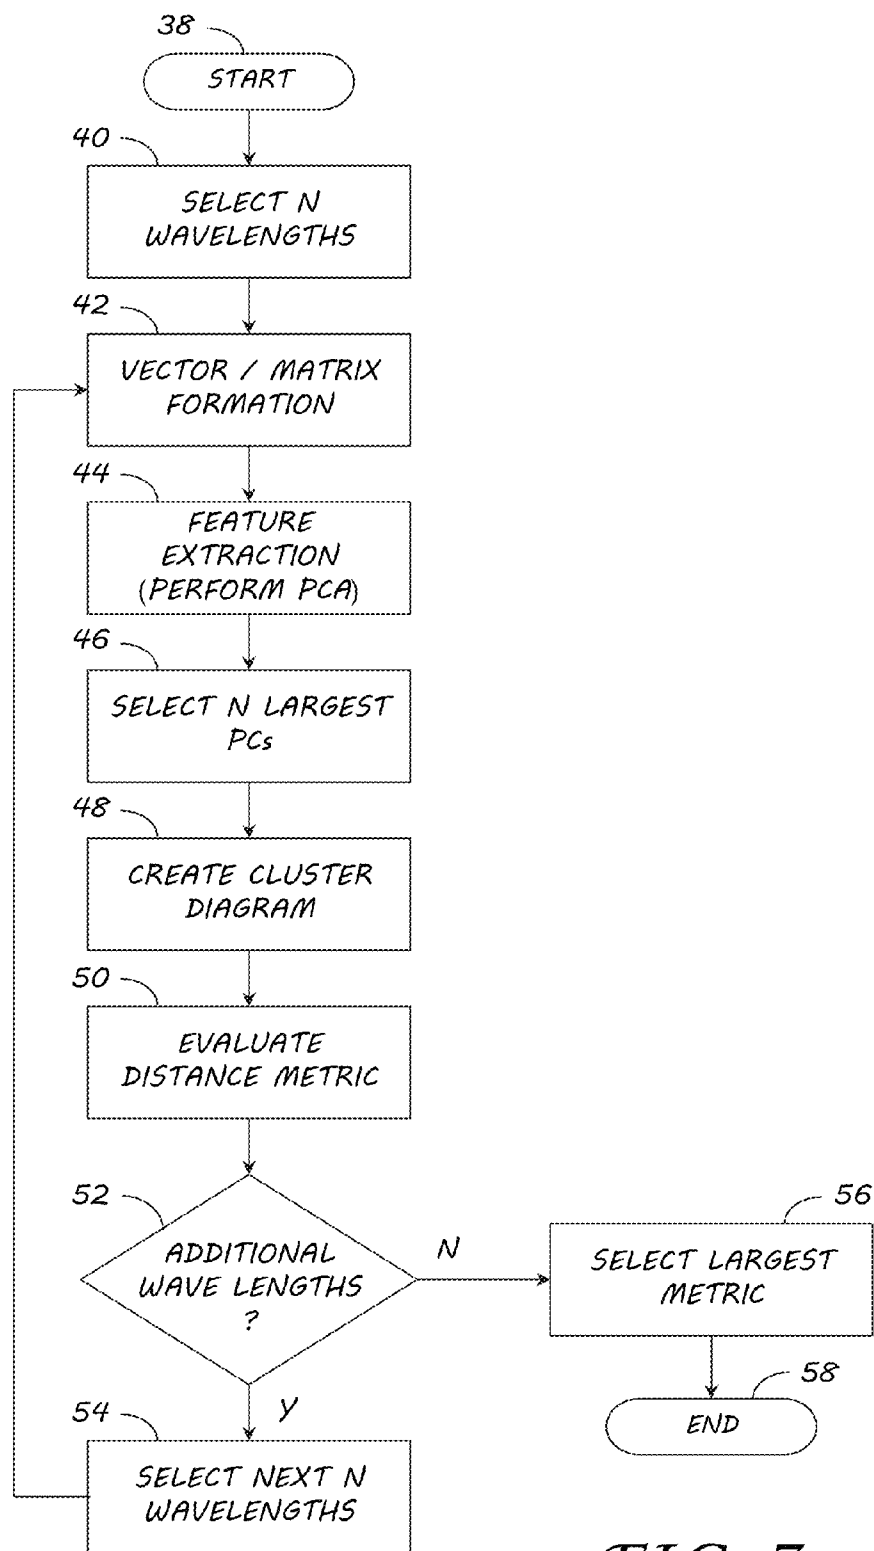 38
START
40
SELECT N
WAVELENGTHS
42
VECTOR / MATRIX
FORMATION
44
FEATURE
EXTRACTION
(PERFORM PCA)
46
SELECT N LARGEST
PCs
48
CREATE CLUSTER
DIAGRAM
50
EVALUATE
DISTANCE METRIC
52
ADDITIONAL
WAVE LENGTHS
?
N
56
SELECT LARGEST
METRIC
58
END
Y
54
SELECT NEXT N
WAVELENGTHS